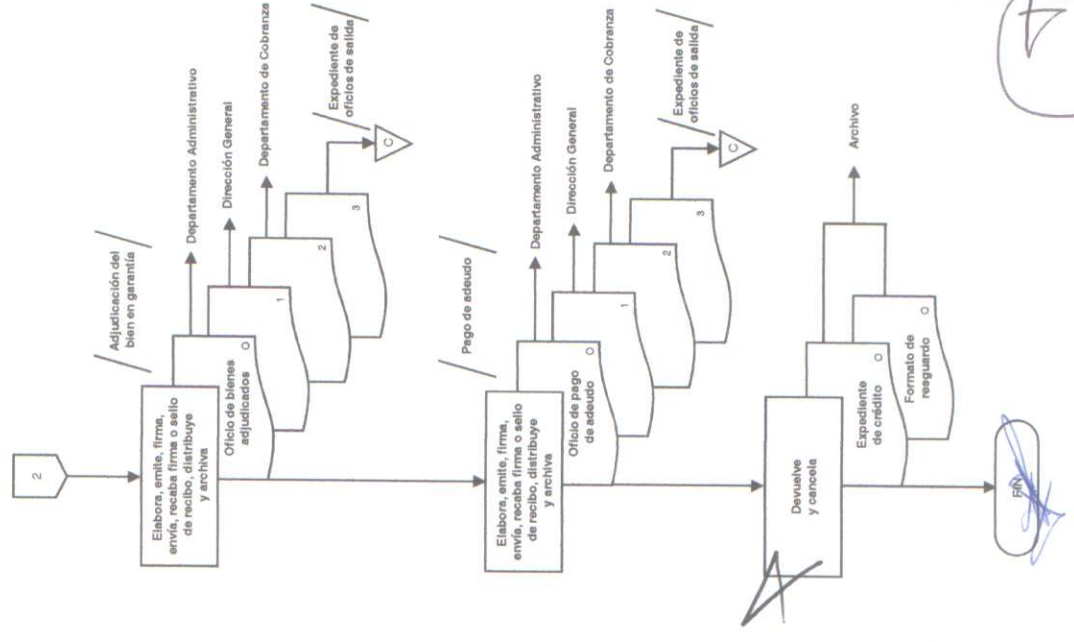 2
Adjudicación del
bien en garantía
Elabora, emite, firma,
envía, recaba firma o sello
de recibo, distribuye
y archiva
Oficio de bienes
adjudicados
O
1
2
3
Departamento Administrativo
Dirección General
Departamento de Cobranza
Expediente de
oficios de salida
C
Pago de adeudo
Elabora, emite, firma,
envía, recaba firma o sello
de recibo, distribuye
y archiva
Oficio de pago
de adeudo
O
1
2
3
Departamento Administrativo
Dirección General
Departamento de Cobranza
Expediente de
oficios de salida
C
Devuelve
y cancela
Expediente
de crédito
O
Formato de
resguardo
O
Archivo
FIN